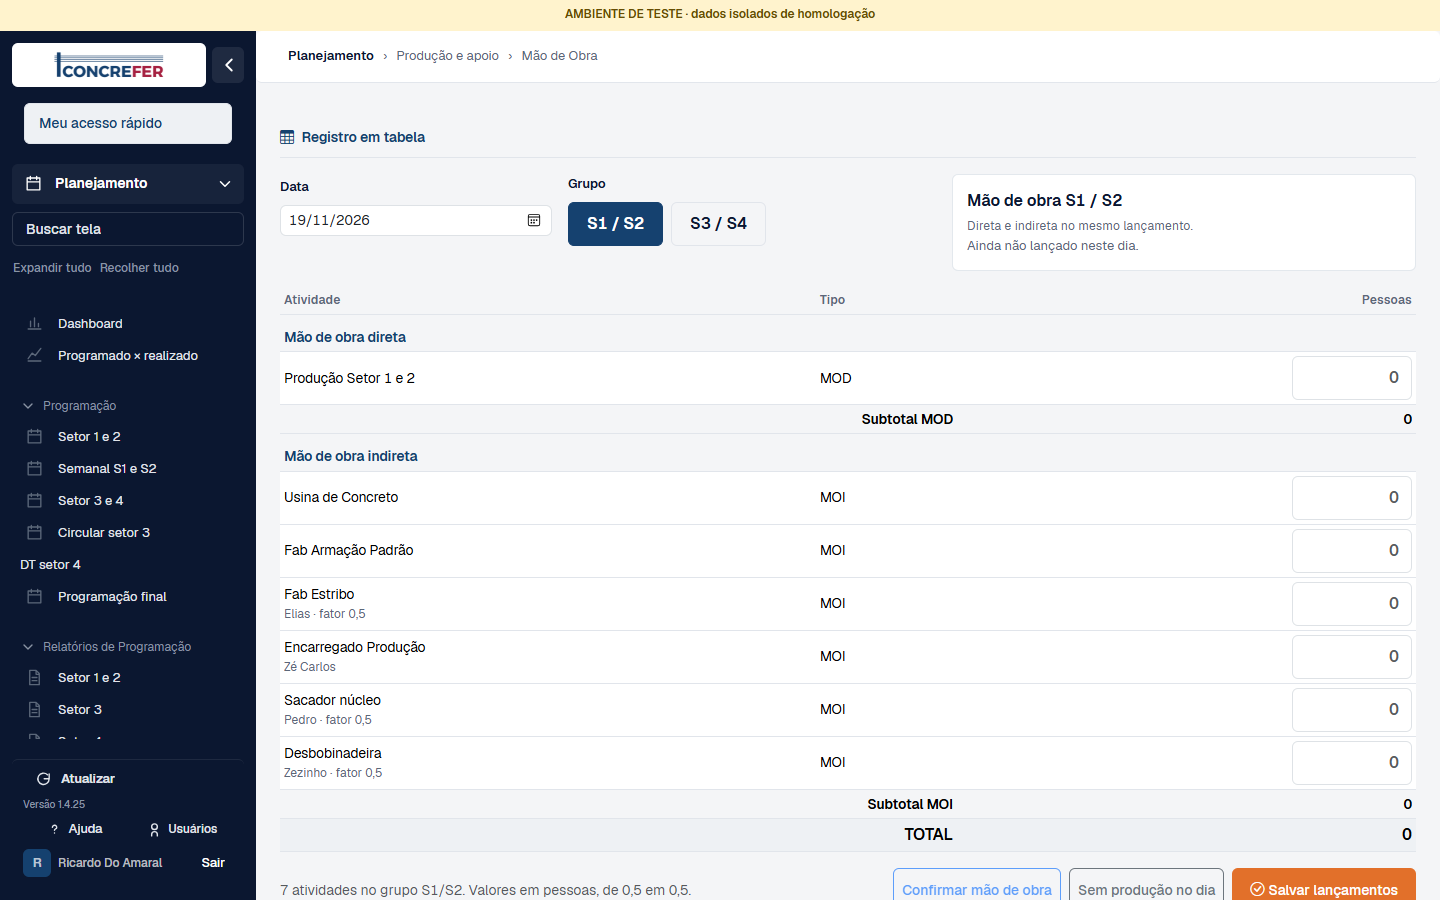 AMBIENTE DE TESTE · dados isolados de homologação
CONCREFER
Meu acesso rápido
Planejamento
Buscar tela
Expandir tudo Recolher tudo
Dashboard
Programado × realizado
Programação
Setor 1 e 2
Semanal S1 e S2
Setor 3 e 4
Circular setor 3
DT setor 4
Programação final
Relatórios de Programação
Setor 1 e 2
Setor 3
Atualizar
Versão 1.4.25
? Ajuda Usuários
R Ricardo Do Amaral Sair
Planejamento › Produção e apoio › Mão de Obra
Registro em tabela
Data
19/11/2026
Grupo
S1 / S2 S3 / S4
Mão de obra S1 / S2
Direta e indireta no mesmo lançamento.
Ainda não lançado neste dia.
Atividade Tipo Pessoas
Mão de obra direta
Produção Setor 1 e 2 MOD 0
Subtotal MOD 0
Mão de obra indireta
Usina de Concreto MOI 0
Fab Armação Padrão MOI 0
Fab Estribo MOI 0
Elias · fator 0,5
Encarregado Produção MOI 0
Zé Carlos
Sacador núcleo MOI 0
Pedro · fator 0,5
Desbobinadeira MOI 0
Zezinho · fator 0,5
Subtotal MOI 0
TOTAL 0
7 atividades no grupo S1/S2. Valores em pessoas, de 0,5 em 0,5.
Confirmar mão de obra Sem produção no dia Salvar lançamentos